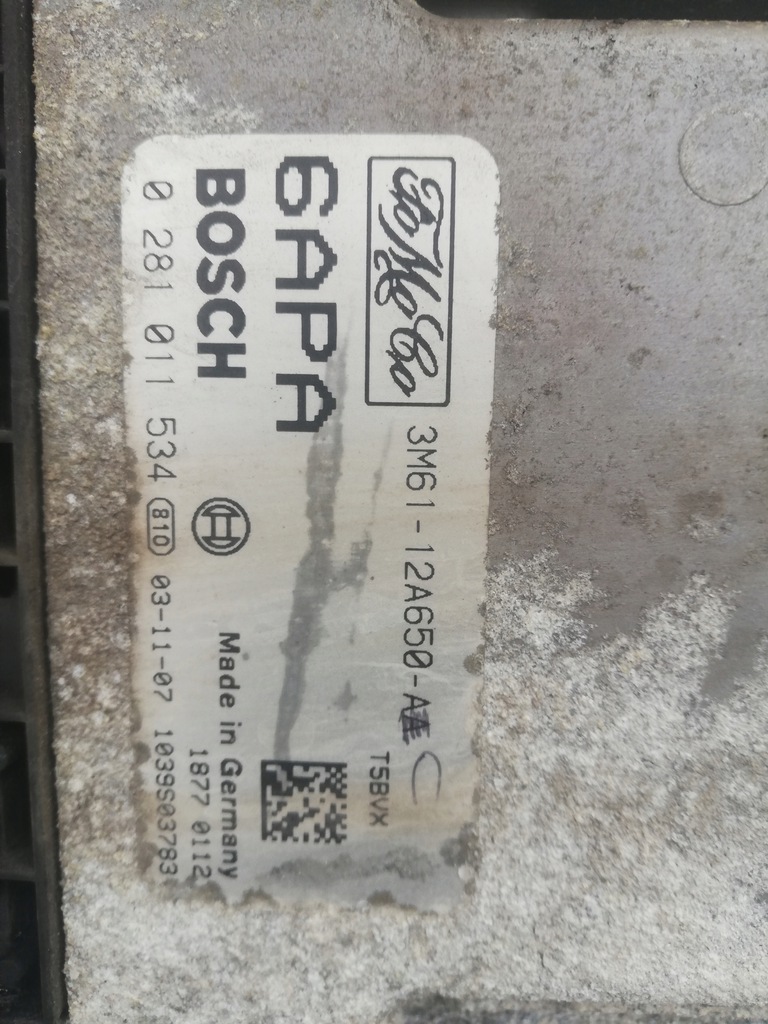 FoMoCo 3M61-12A650-AA C
6APA T5BVX
BOSCH Made in Germany
1877 0112
0 281 011 534 810 03-11-07 1039S03783